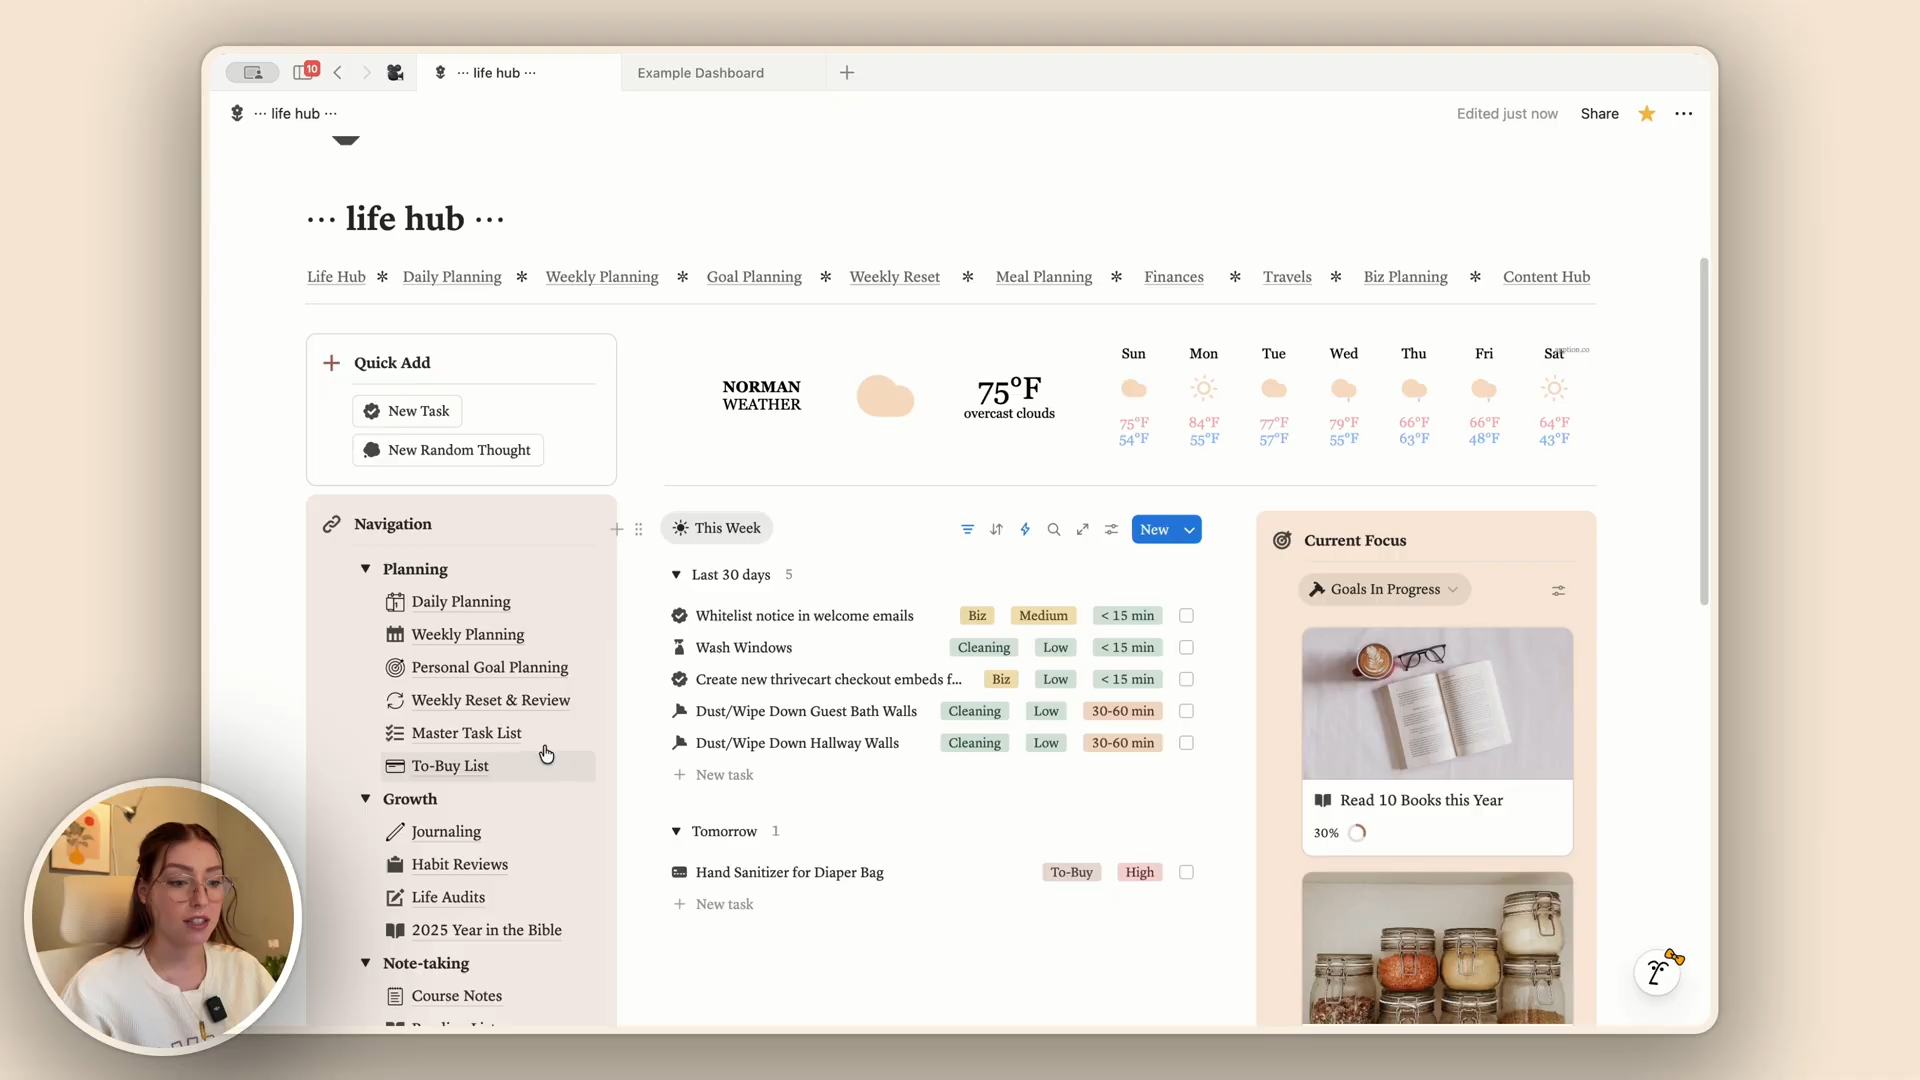 10
··· life hub ···
Example Dashboard
··· life hub ···
Edited just now
Share
··· life hub ···
Life Hub * Daily Planning * Weekly Planning * Goal Planning * Weekly Reset * Meal Planning * Finances * Travels * Biz Planning * Content Hub
Quick Add
New Task
New Random Thought
NORMAN
WEATHER
75°F
overcast clouds
Sun Mon Tue Wed Thu Fri Sat
75°F 84°F 77°F 79°F 66°F 66°F 64°F
54°F 55°F 57°F 55°F 63°F 48°F 43°F
Navigation
Planning
Daily Planning
Weekly Planning
Personal Goal Planning
Weekly Reset & Review
Master Task List
To-Buy List
Growth
Journaling
Habit Reviews
Life Audits
2025 Year in the Bible
Note-taking
Course Notes
This Week
New
Last 30 days 5
Whitelist notice in welcome emails Biz Medium < 15 min
Wash Windows Cleaning Low < 15 min
Create new thrivecart checkout embeds f... Biz Low < 15 min
Dust/Wipe Down Guest Bath Walls Cleaning Low 30-60 min
Dust/Wipe Down Hallway Walls Cleaning Low 30-60 min
New task
Tomorrow 1
Hand Sanitizer for Diaper Bag To-Buy High
New task
Current Focus
Goals In Progress
Read 10 Books this Year
30%